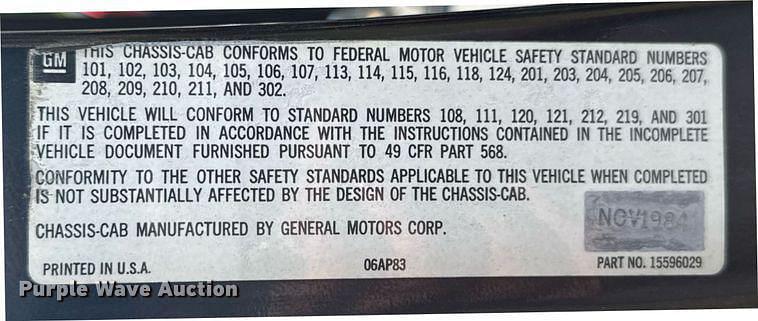 GM
THIS CHASSIS-CAB CONFORMS TO FEDERAL MOTOR VEHICLE SAFETY STANDARD NUMBERS
101, 102, 103, 104, 105, 106, 107, 113, 114, 115, 116, 118, 124, 201, 203, 204, 205, 206, 207,
208, 209, 210, 211, AND 302.
THIS VEHICLE WILL CONFORM TO STANDARD NUMBERS 108, 111, 120, 121, 212, 219, AND 301
IF IT IS COMPLETED IN ACCORDANCE WITH THE INSTRUCTIONS CONTAINED IN THE INCOMPLETE
VEHICLE DOCUMENT FURNISHED PURSUANT TO 49 CFR PART 568.
CONFORMITY TO THE OTHER SAFETY STANDARDS APPLICABLE TO THIS VEHICLE WHEN COMPLETED
IS NOT SUBSTANTIALLY AFFECTED BY THE DESIGN OF THE CHASSIS-CAB.
NOV1984
CHASSIS-CAB MANUFACTURED BY GENERAL MOTORS CORP.
PRINTED IN U.S.A. 06AP83 PART NO. 15596029
Purple Wave Auction